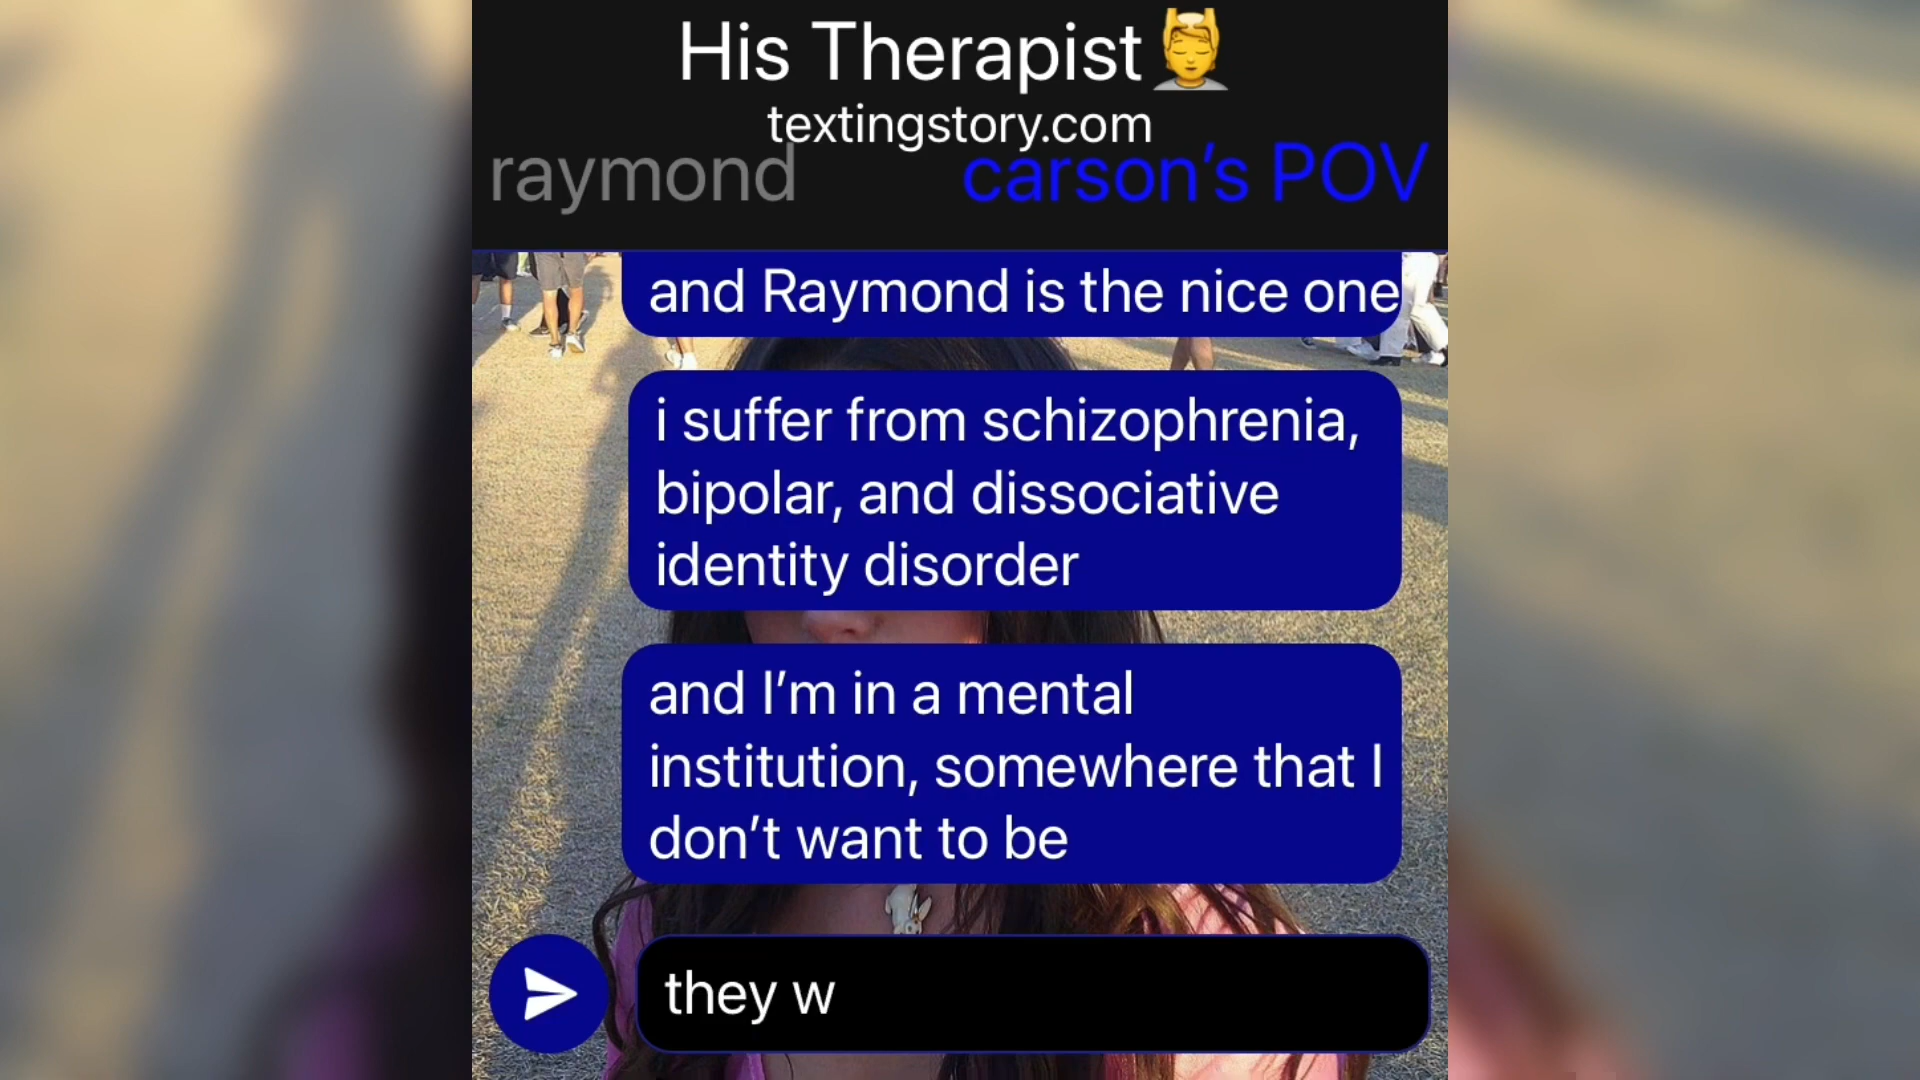 His Therapist
textingstory.com
raymond carson’s POV
and Raymond is the nice one
i suffer from schizophrenia,
bipolar, and dissociative
identity disorder
and I’m in a mental
institution, somewhere that I
don’t want to be
they w